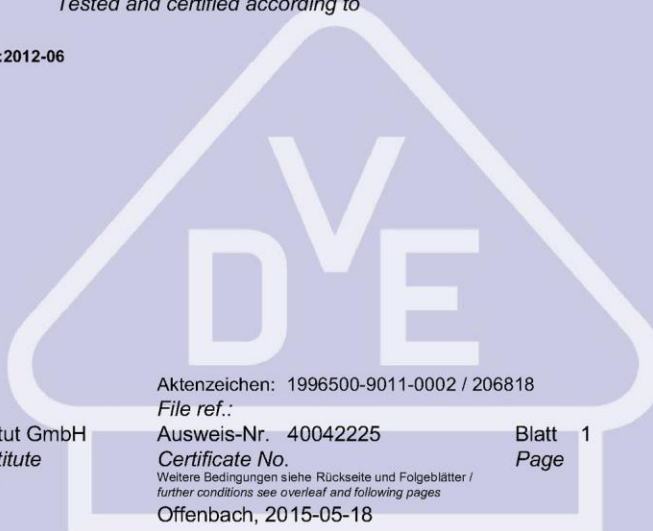 Tested and certified according to
:2012-06
VDE
Aktenzeichen: 1996500-9011-0002 / 206818
File ref.:
tut GmbH Ausweis-Nr. 40042225 Blatt 1
titute Certificate No. Page
Weitere Bedingungen siehe Rückseite und Folgeblätter /
further conditions see overleaf and following pages
Offenbach, 2015-05-18